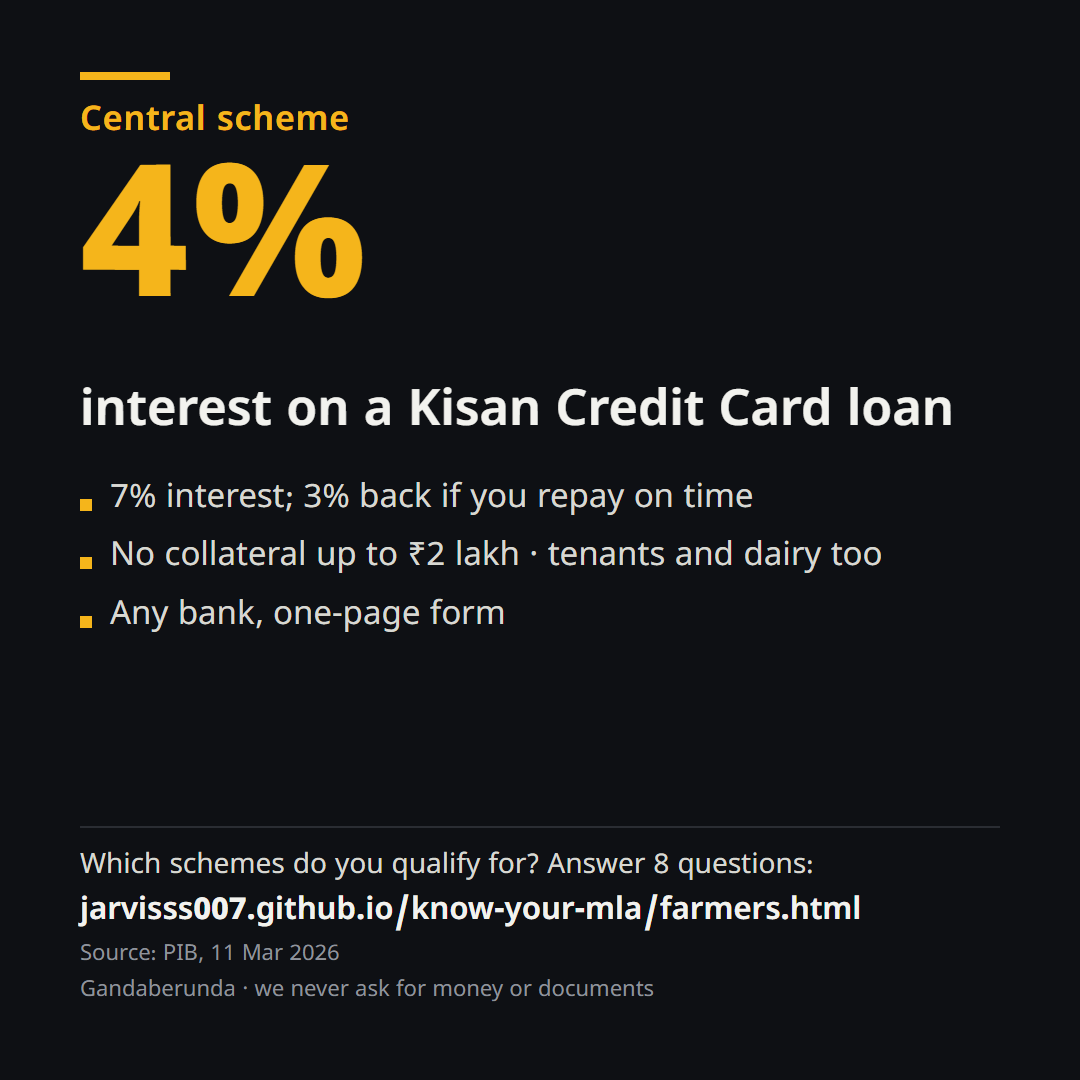 Central scheme
4%
interest on a Kisan Credit Card loan
7% interest; 3% back if you repay on time
No collateral up to ₹2 lakh · tenants and dairy too
Any bank, one-page form
Which schemes do you qualify for? Answer 8 questions:
jarvisss007.github.io/know-your-mla/farmers.html
Source: PIB, 11 Mar 2026
Gandaberunda · we never ask for money or documents